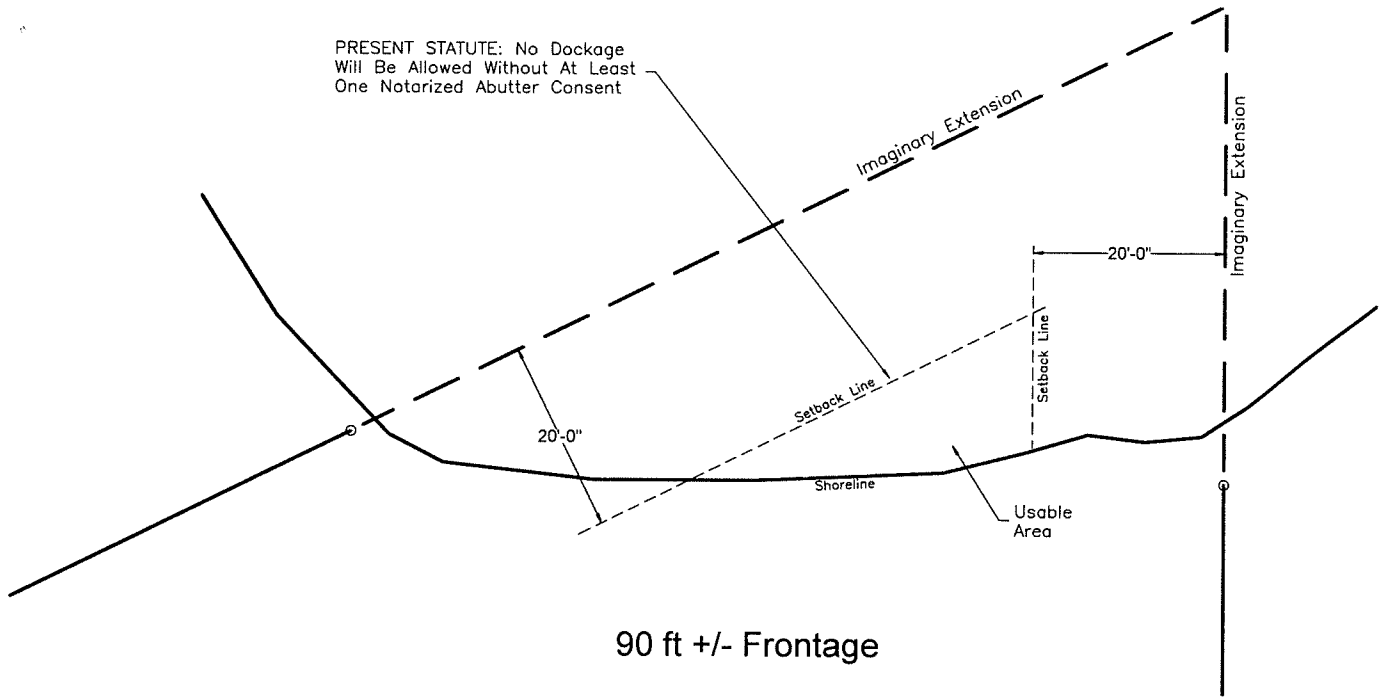 PRESENT STATUTE: No Dockage
Will Be Allowed Without At Least
One Notarized Abutter Consent
Imaginary Extension
Imaginary Extension
20'-0"
Setback Line
Setback Line
20'-0"
Shoreline
Usable
Area
90 ft +/- Frontage